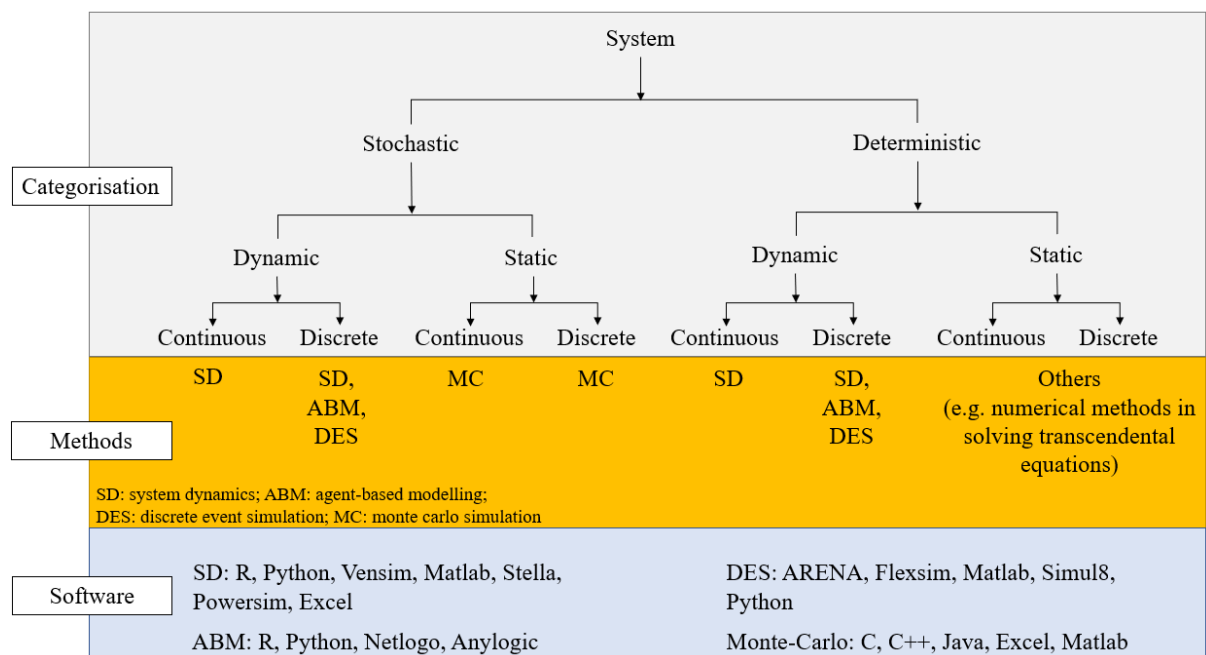 System
Stochastic
Deterministic
Categorisation
Dynamic
Static
Dynamic
Static
Continuous
Discrete
Continuous
Discrete
Continuous
Discrete
Continuous
Discrete
SD
SD,
ABM,
DES
MC
MC
SD
SD,
ABM,
DES
Others
(e.g. numerical methods in
solving transcendental
equations)
Methods
SD: system dynamics; ABM: agent-based modelling;
DES: discrete event simulation; MC: monte carlo simulation
Software
SD: R, Python, Vensim, Matlab, Stella,
Powersim, Excel
ABM: R, Python, Netlogo, Anylogic
DES: ARENA, Flexsim, Matlab, Simul8,
Python
Monte-Carlo: C, C++, Java, Excel, Matlab